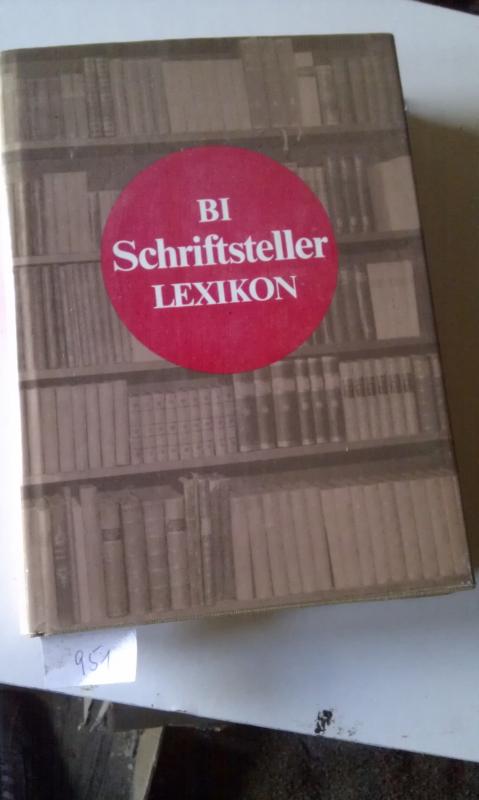 BI
Schriftsteller
LEXIKON
951